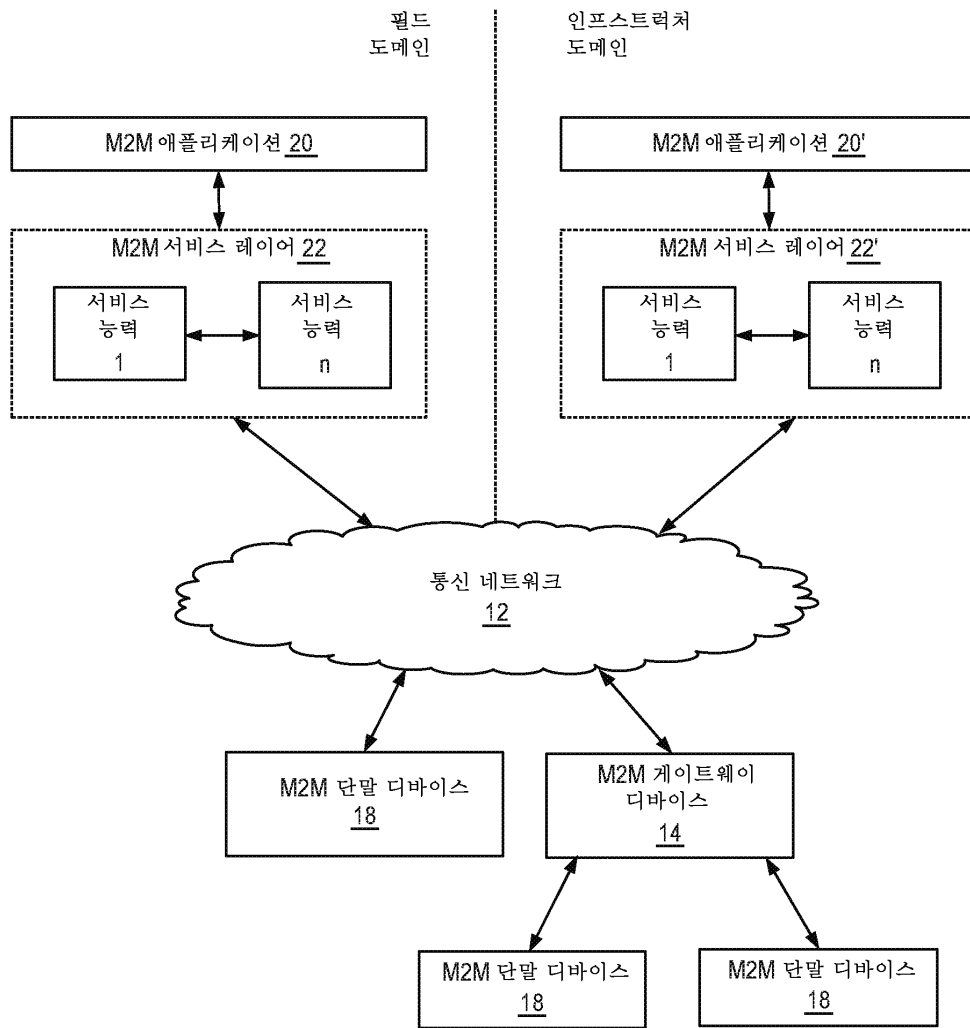 필드
도메인
인프스트럭처
도메인
M2M 애플리케이션 20
M2M 애플리케이션 20'
M2M 서비스 레이어 22
서비스
능력
1
서비스
능력
n
M2M 서비스 레이어 22'
서비스
능력
1
서비스
능력
n
통신 네트워크
12
M2M 단말 디바이스
18
M2M 게이트웨이
디바이스
14
M2M 단말 디바이스
18
M2M 단말 디바이스
18